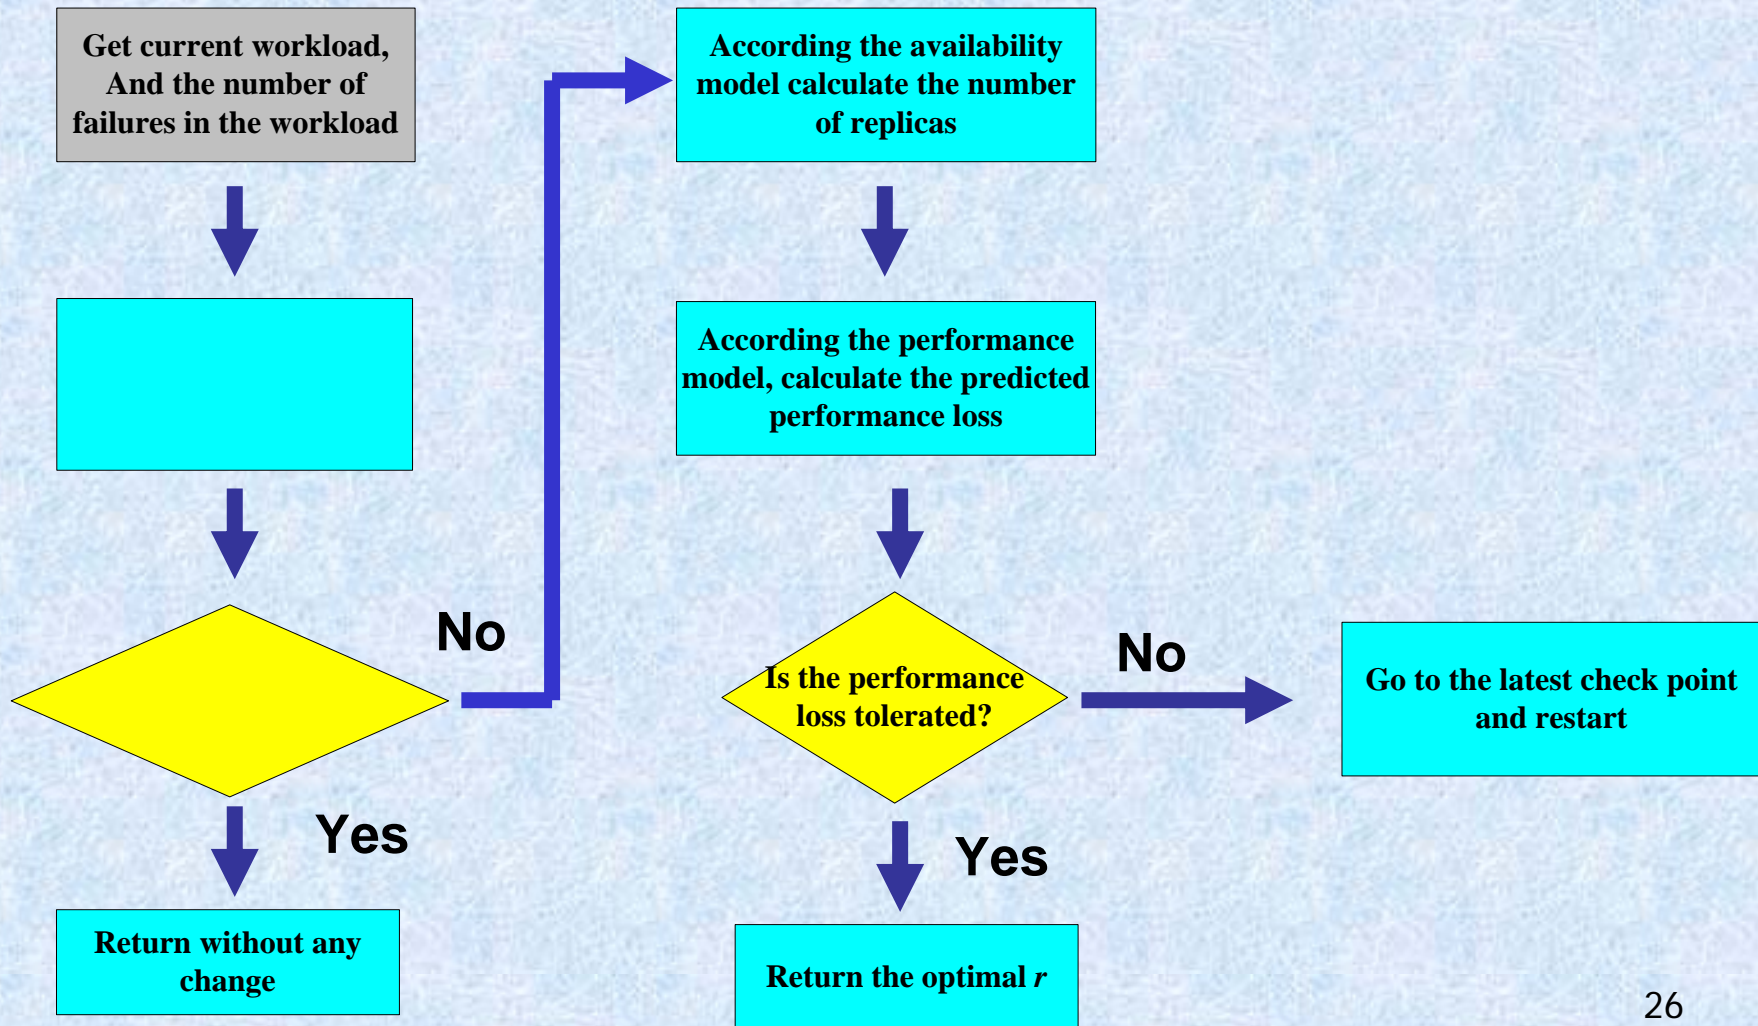 Get current workload,
And the number of
failures in the workload
No
Yes
Return without any
change
According the availability
model calculate the number
of replicas
According the performance
model, calculate the predicted
performance loss
Is the performance
loss tolerated?
No
Yes
Go to the latest check point
and restart
Return the optimal r
26